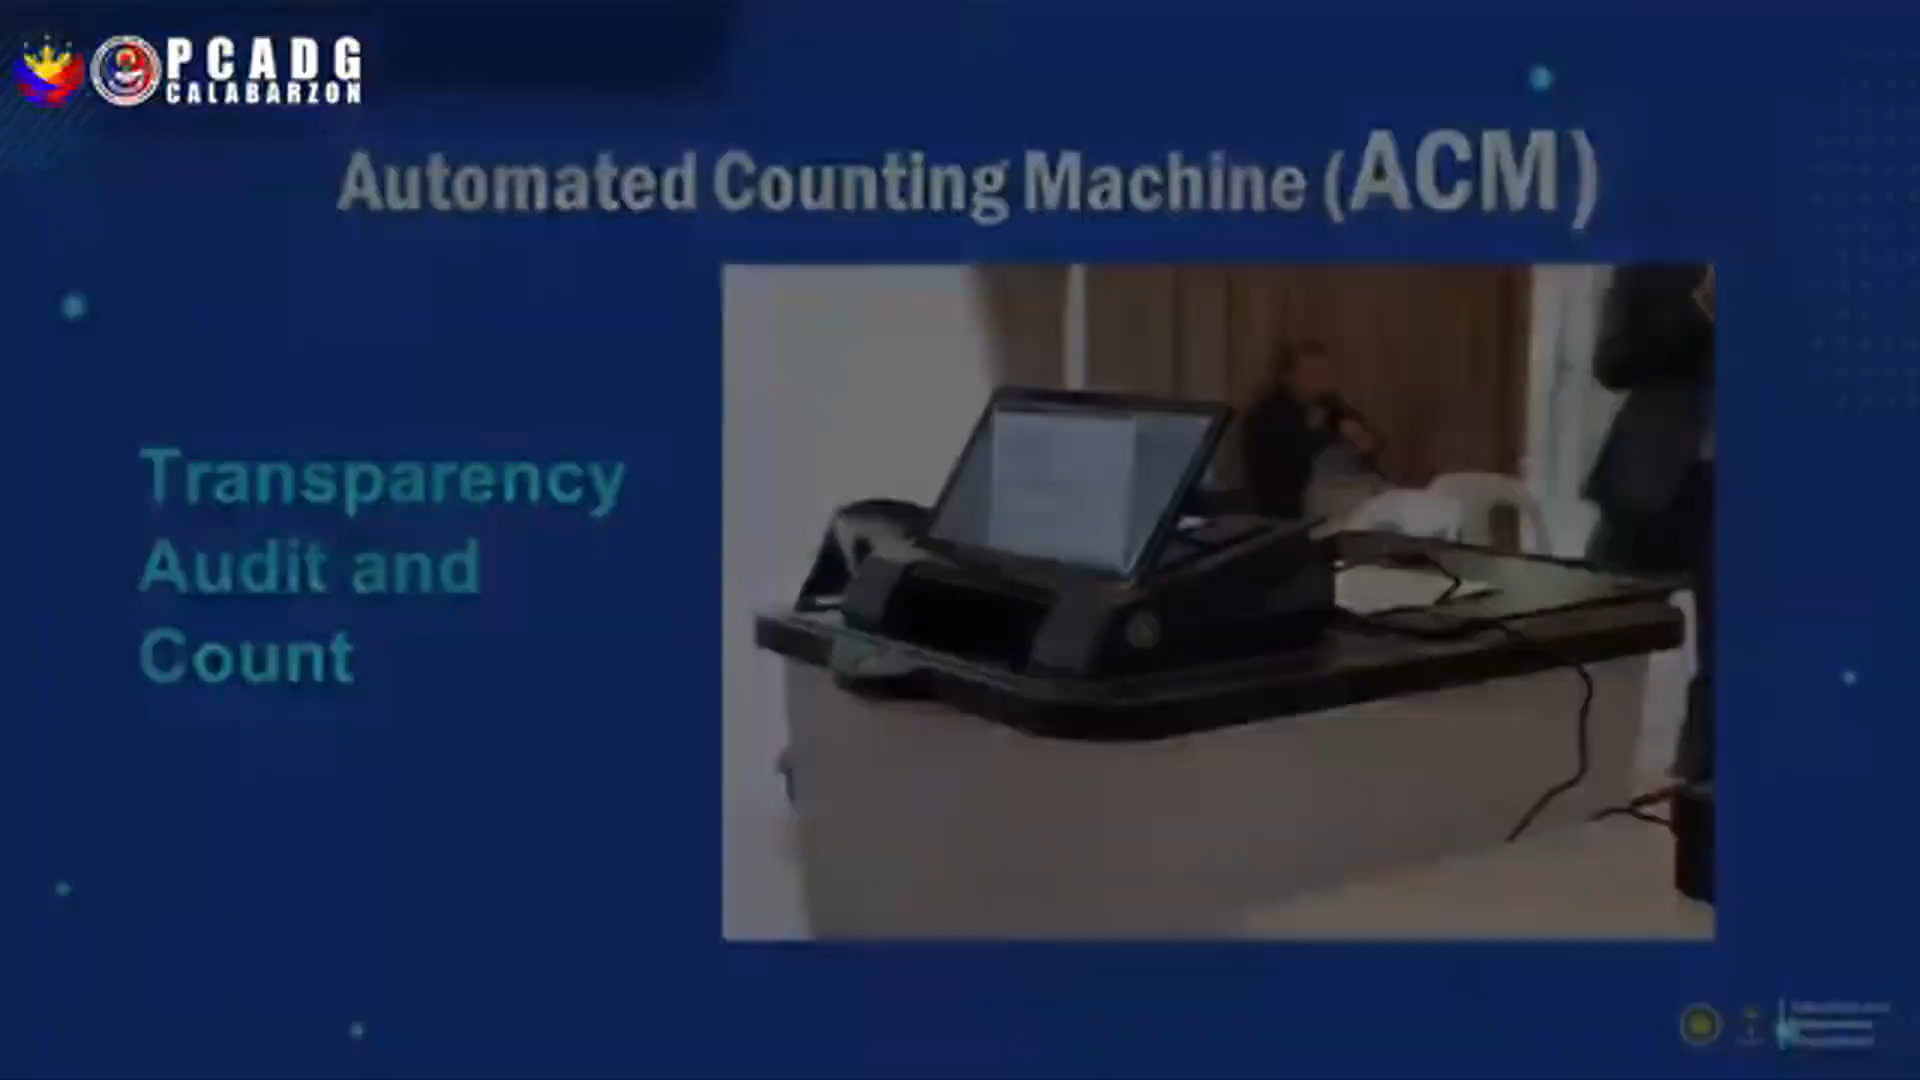 PCADG
CALABARZON
Automated Counting Machine (ACM)
Transparency
Audit and
Count